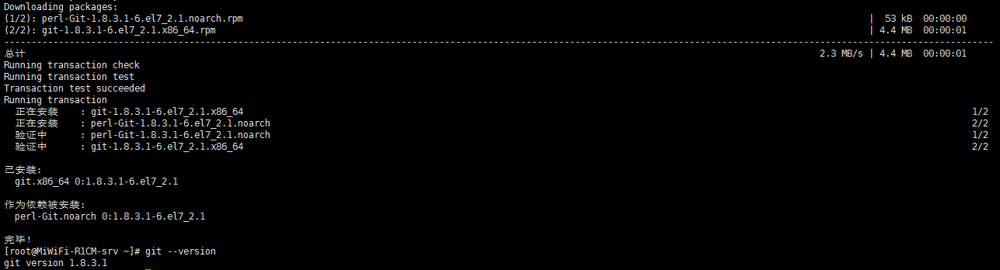 Downloading packages:
(1/2): perl-Git-1.8.3.1-6.el7_2.1.noarch.rpm | 53 kB 00:00:00
(2/2): git-1.8.3.1-6.el7_2.1.x86_64.rpm | 4.4 MB 00:00:01
--------------------------------------------------------------------------------
总计 2.3 MB/s | 4.4 MB 00:00:01
Running transaction check
Running transaction test
Transaction test succeeded
Running transaction
正在安装 : git-1.8.3.1-6.el7_2.1.x86_64 1/2
正在安装 : perl-Git-1.8.3.1-6.el7_2.1.noarch 2/2
验证中 : perl-Git-1.8.3.1-6.el7_2.1.noarch 1/2
验证中 : git-1.8.3.1-6.el7_2.1.x86_64 2/2
已安装:
git.x86_64 0:1.8.3.1-6.el7_2.1
作为依赖被安装:
perl-Git.noarch 0:1.8.3.1-6.el7_2.1
完毕！
[root@MiWiFi-R1CM-srv ~]# git --version
git version 1.8.3.1